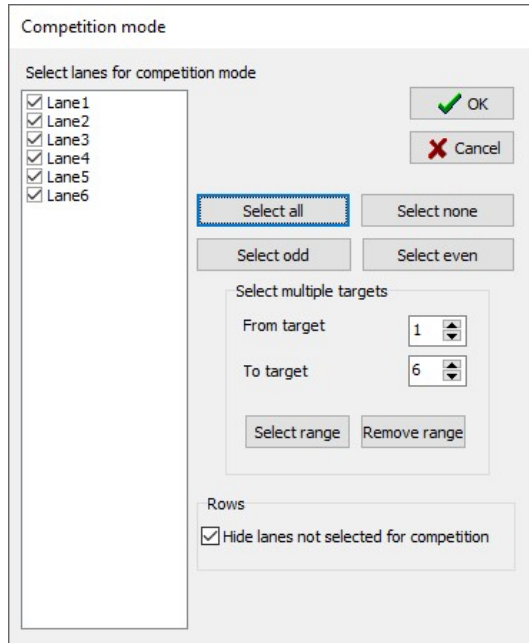 Competition mode
Select lanes for competition mode
Lane1
Lane2
Lane3
Lane4
Lane5
Lane6
OK
Cancel
Select all
Select none
Select odd
Select even
Select multiple targets
From target 1
To target 6
Select range
Remove range
Rows
Hide lanes not selected for competition